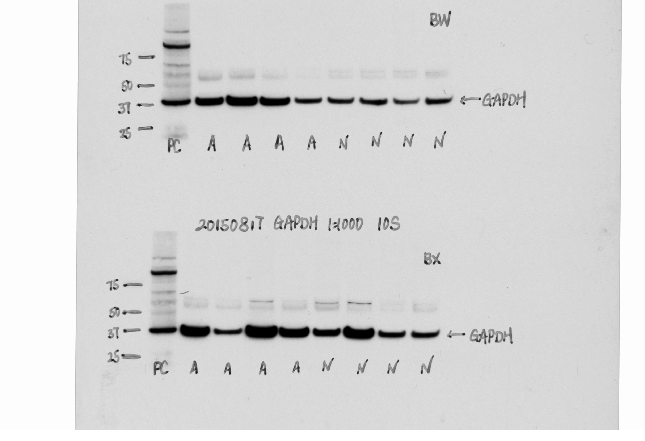 BW
75
50
37
25
←GAPDH
PC A A A A N N N N
20150817 GAPDH 1:1000 10S
BX
75
50
37
25
←GAPDH
PC A A A A N N N N